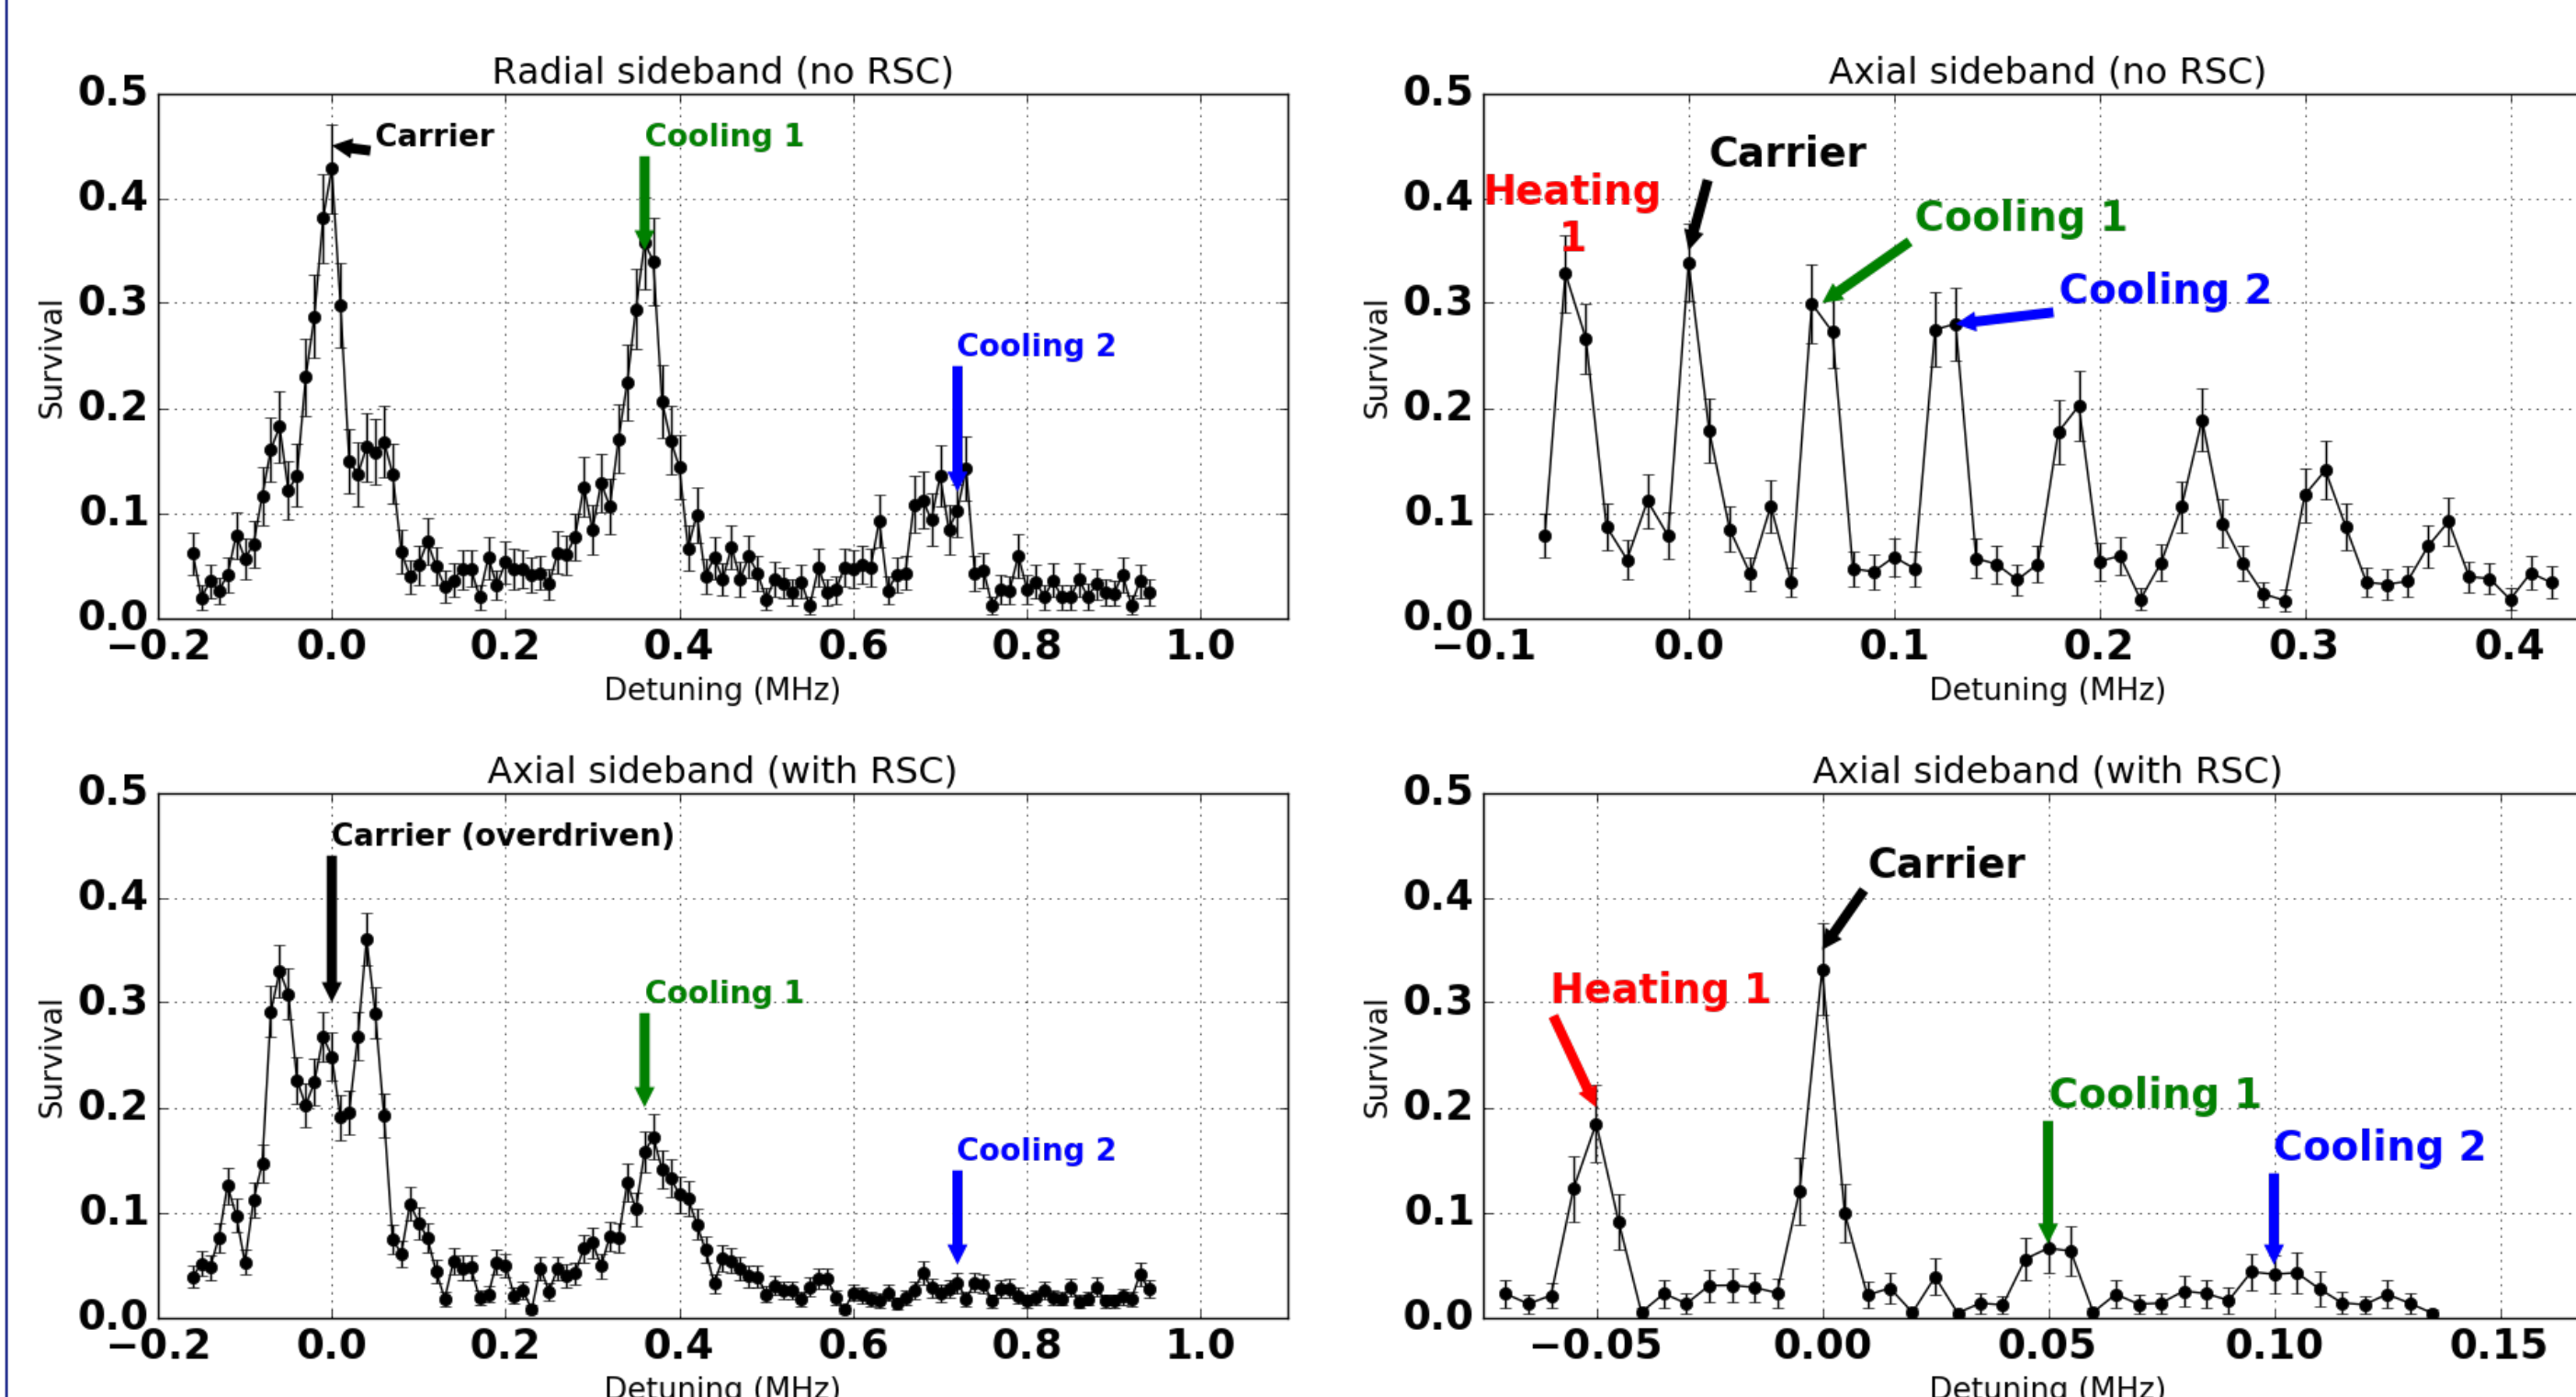 Radial sideband (no RSC)
0.5
0.4
0.3
0.2
0.1
0.0
Survival
Carrier
Cooling 1
Cooling 2
−0.2 0.0 0.2 0.4 0.6 0.8 1.0
Detuning (MHz)
Axial sideband (no RSC)
0.5
0.4
0.3
0.2
0.1
0.0
Survival
Heating
1
Carrier
Cooling 1
Cooling 2
−0.1 0.0 0.1 0.2 0.3 0.4
Detuning (MHz)
Axial sideband (with RSC)
0.5
0.4
0.3
0.2
0.1
0.0
Survival
Carrier (overdriven)
Cooling 1
Cooling 2
−0.2 0.0 0.2 0.4 0.6 0.8 1.0
Detuning (MHz)
Axial sideband (with RSC)
0.5
0.4
0.3
0.2
0.1
0.0
Survival
Carrier
Heating 1
Cooling 1
Cooling 2
−0.05 0.00 0.05 0.10 0.15
Detuning (MHz)